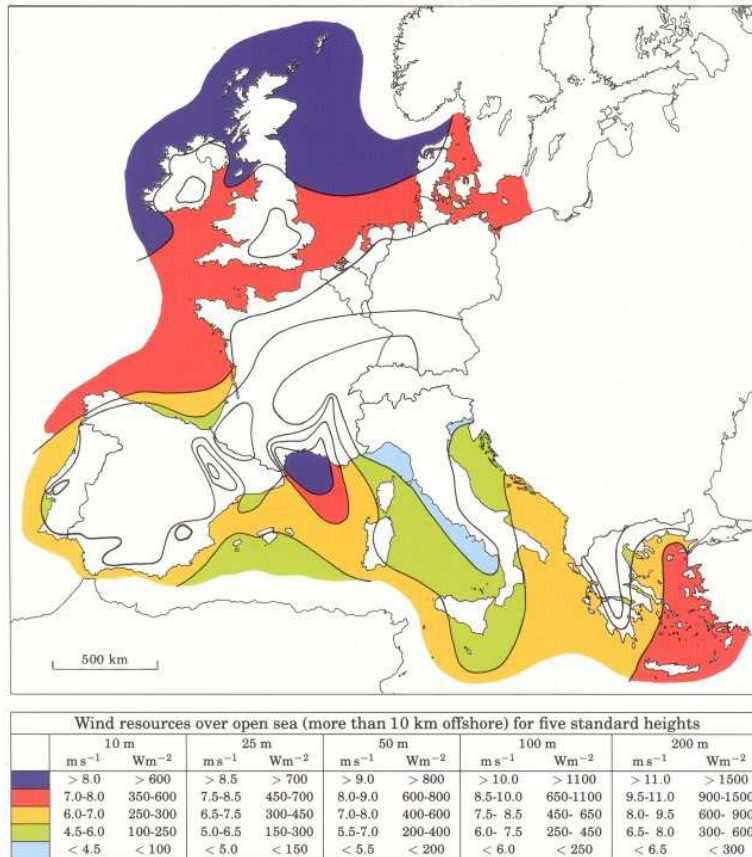 500 km
Wind resources over open sea (more than 10 km offshore) for five standard heights
10 m 25 m 50 m 100 m 200 m
m s⁻¹ Wm⁻² m s⁻¹ Wm⁻² m s⁻¹ Wm⁻² m s⁻¹ Wm⁻² m s⁻¹ Wm⁻²
> 8.0 > 600 > 8.5 > 700 > 9.0 > 800 > 10.0 > 1100 > 11.0 > 1500
7.0-8.0 350-600 7.5-8.5 450-700 8.0-9.0 600-800 8.5-10.0 650-1100 9.5-11.0 900-1500
6.0-7.0 250-300 6.5-7.5 300-450 7.0-8.0 400-600 7.5- 8.5 450- 650 8.0- 9.5 600- 900
4.5-6.0 100-250 5.0-6.5 150-300 5.5-7.0 200-400 6.0- 7.5 250- 450 6.5- 8.0 300- 600
< 4.5 < 100 < 5.0 < 150 < 5.5 < 200 < 6.0 < 250 < 6.5 < 300